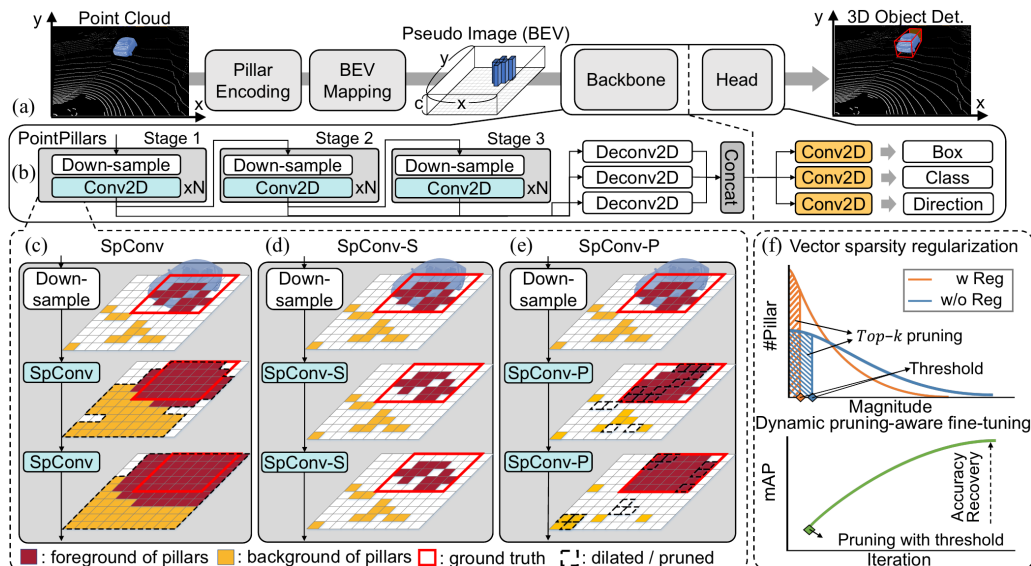 y
Point Cloud
x
Pillar
Encoding
BEV
Mapping
Pseudo Image (BEV)
y
c
x
Backbone
Head
3D Object Det.
y
x
(a)
(b)
PointPillars
Stage 1
Down-sample
Conv2D
xN
Stage 2
Down-sample
Conv2D
xN
Stage 3
Down-sample
Conv2D
xN
Deconv2D
Deconv2D
Deconv2D
Concat
Conv2D
Conv2D
Conv2D
Box
Class
Direction
(c)
SpConv
Down-
sample
SpConv
SpConv
(d)
SpConv-S
Down-
sample
SpConv-S
SpConv-S
(e)
SpConv-P
Down-
sample
SpConv-P
SpConv-P
: foreground of pillars
: background of pillars
: ground truth
: dilated / pruned
(f)
Vector sparsity regularization
w Reg
w/o Reg
#Pillar
Top-k pruning
Threshold
Magnitude
Dynamic pruning-aware fine-tuning
mAP
Accuracy
Recovery
Pruning with threshold
Iteration